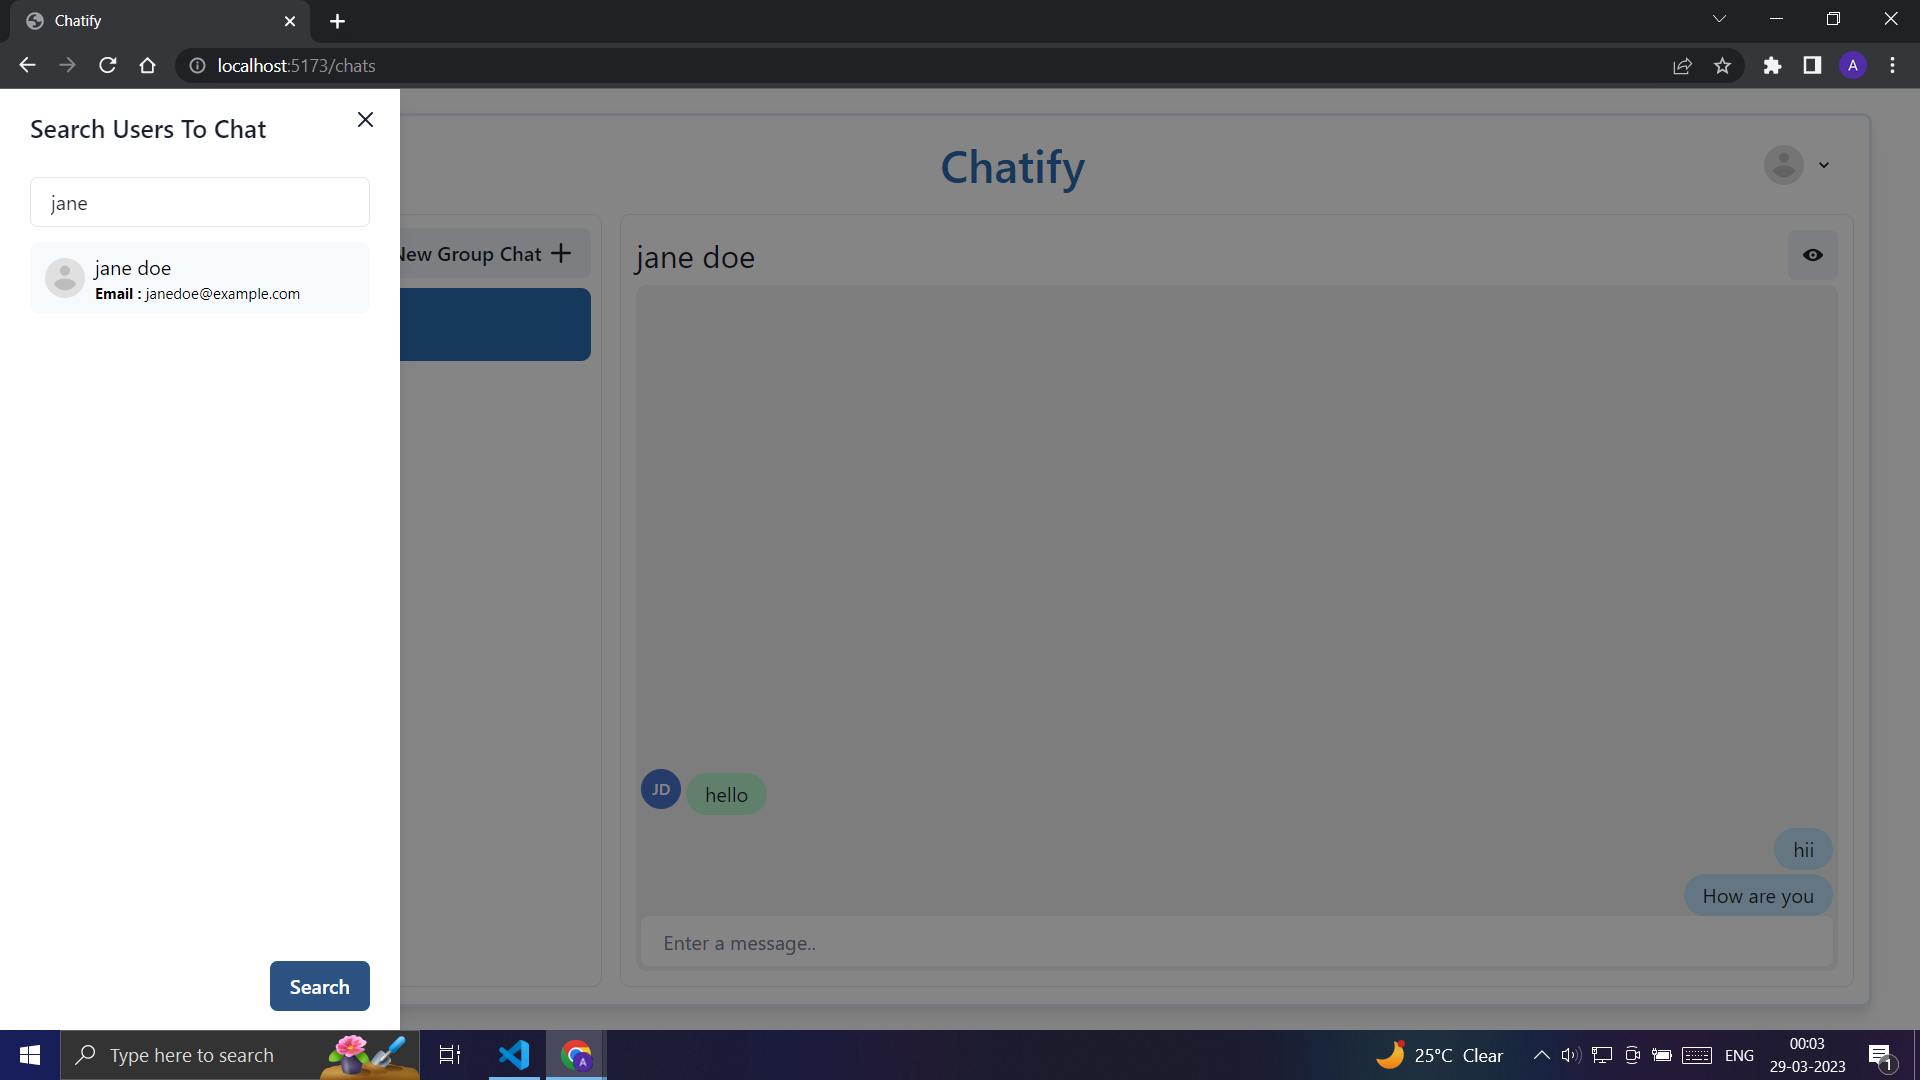 Chatify
localhost:5173/chats
A
Search Users To Chat
jane
jane doe
Email : janedoe@example.com
Search
Chatify
New Group Chat
jane doe
JD
hello
hii
How are you
Enter a message..
Type here to search
A
25°C Clear
ENG
00:03
29-03-2023
1